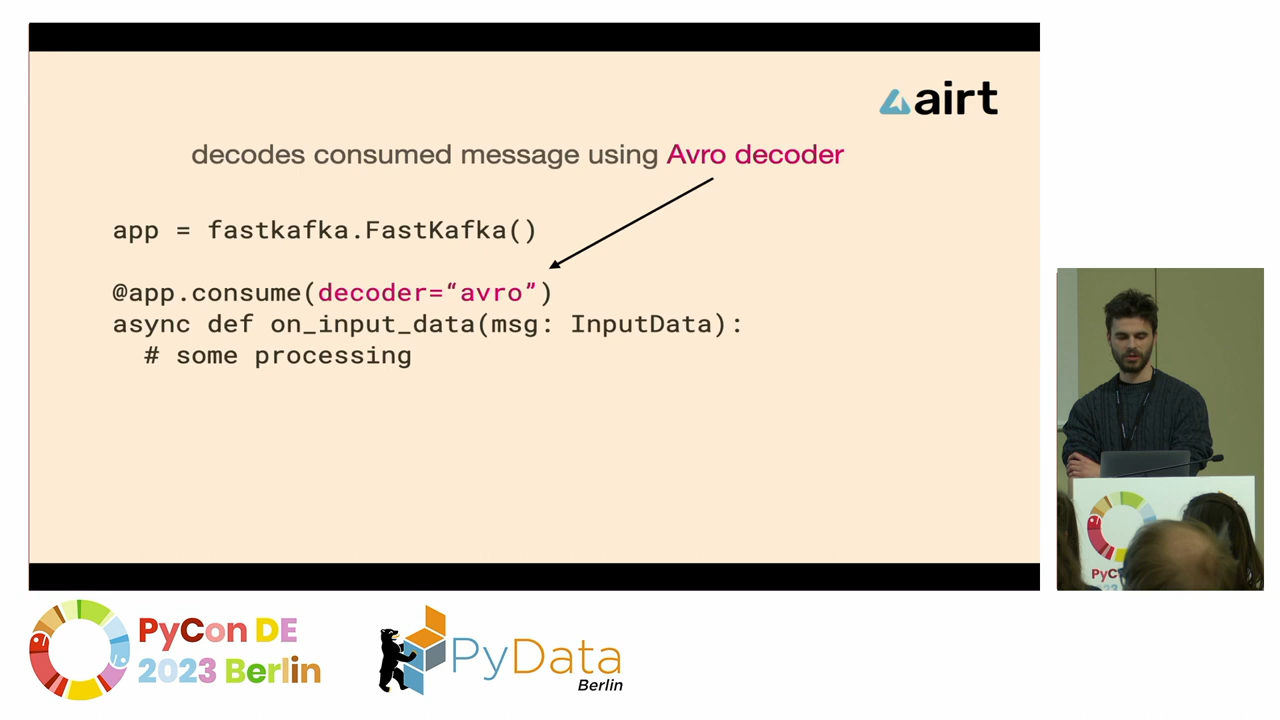 airt
decodes consumed message using Avro decoder
app = fastkafka.FastKafka()
@app.consume(decoder=“avro”)
async def on_input_data(msg: InputData):
# some processing
PyCon DE
2023 Berlin
PyData
Berlin